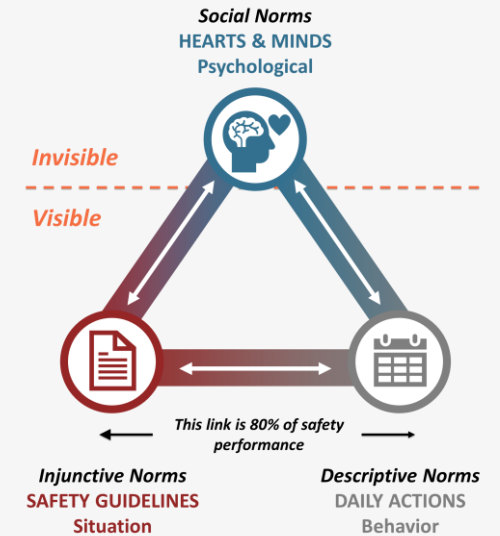 Social Norms
HEARTS & MINDS
Psychological
Invisible
Visible
This link is 80% of safety
performance
Injunctive Norms
SAFETY GUIDELINES
Situation
Descriptive Norms
DAILY ACTIONS
Behavior